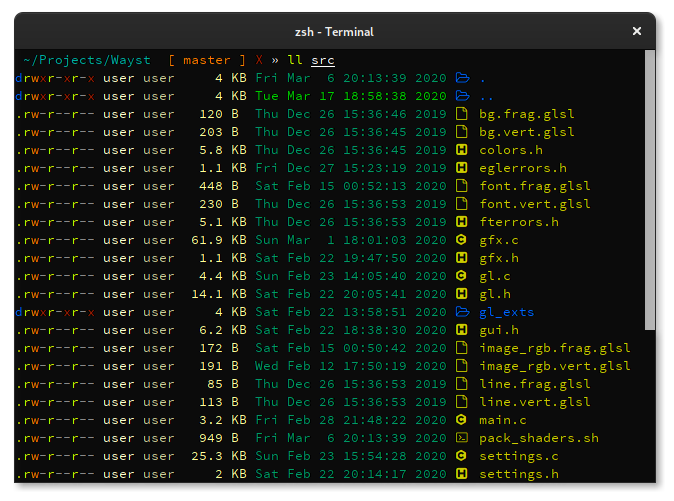 zsh - Terminal
~/Projects/Wayst [ master ] X » ll src
drwxr-xr-x user user 4 KB Fri Mar 6 20:13:39 2020 .
drwxr-xr-x user user 4 KB Tue Mar 17 18:58:38 2020 ..
.rw-r--r-- user user 120 B Thu Dec 26 15:36:46 2019 bg.frag.glsl
.rw-r--r-- user user 203 B Thu Dec 26 15:36:45 2019 bg.vert.glsl
.rw-r--r-- user user 5.8 KB Thu Dec 26 15:36:45 2019 colors.h
.rw-r--r-- user user 1.1 KB Fri Dec 27 15:23:19 2019 eglerrors.h
.rw-r--r-- user user 448 B Sat Feb 15 00:52:13 2020 font.frag.glsl
.rw-r--r-- user user 230 B Thu Dec 26 15:36:53 2019 font.vert.glsl
.rw-r--r-- user user 5.1 KB Thu Dec 26 15:36:53 2019 fterrors.h
.rw-r--r-- user user 61.9 KB Sun Mar 1 18:01:03 2020 gfx.c
.rw-r--r-- user user 1.1 KB Sat Feb 22 19:47:50 2020 gfx.h
.rw-r--r-- user user 4.4 KB Sun Feb 23 14:05:40 2020 gl.c
.rw-r--r-- user user 14.1 KB Sat Feb 22 20:05:41 2020 gl.h
drwxr-xr-x user user 4 KB Sat Feb 22 13:58:51 2020 gl_exts
.rw-r--r-- user user 6.2 KB Sat Feb 22 18:38:30 2020 gui.h
.rw-r--r-- user user 172 B Sat Feb 15 00:50:42 2020 image_rgb.frag.glsl
.rw-r--r-- user user 191 B Wed Feb 12 17:50:19 2020 image_rgb.vert.glsl
.rw-r--r-- user user 85 B Thu Dec 26 15:36:53 2019 line.frag.glsl
.rw-r--r-- user user 113 B Thu Dec 26 15:36:53 2019 line.vert.glsl
.rw-r--r-- user user 3.2 KB Fri Feb 28 21:48:22 2020 main.c
.rw-r--r-- user user 949 B Fri Mar 6 20:13:39 2020 pack_shaders.sh
.rw-r--r-- user user 25.3 KB Sun Feb 23 15:54:28 2020 settings.c
.rw-r--r-- user user 2 KB Sat Feb 22 20:14:17 2020 settings.h